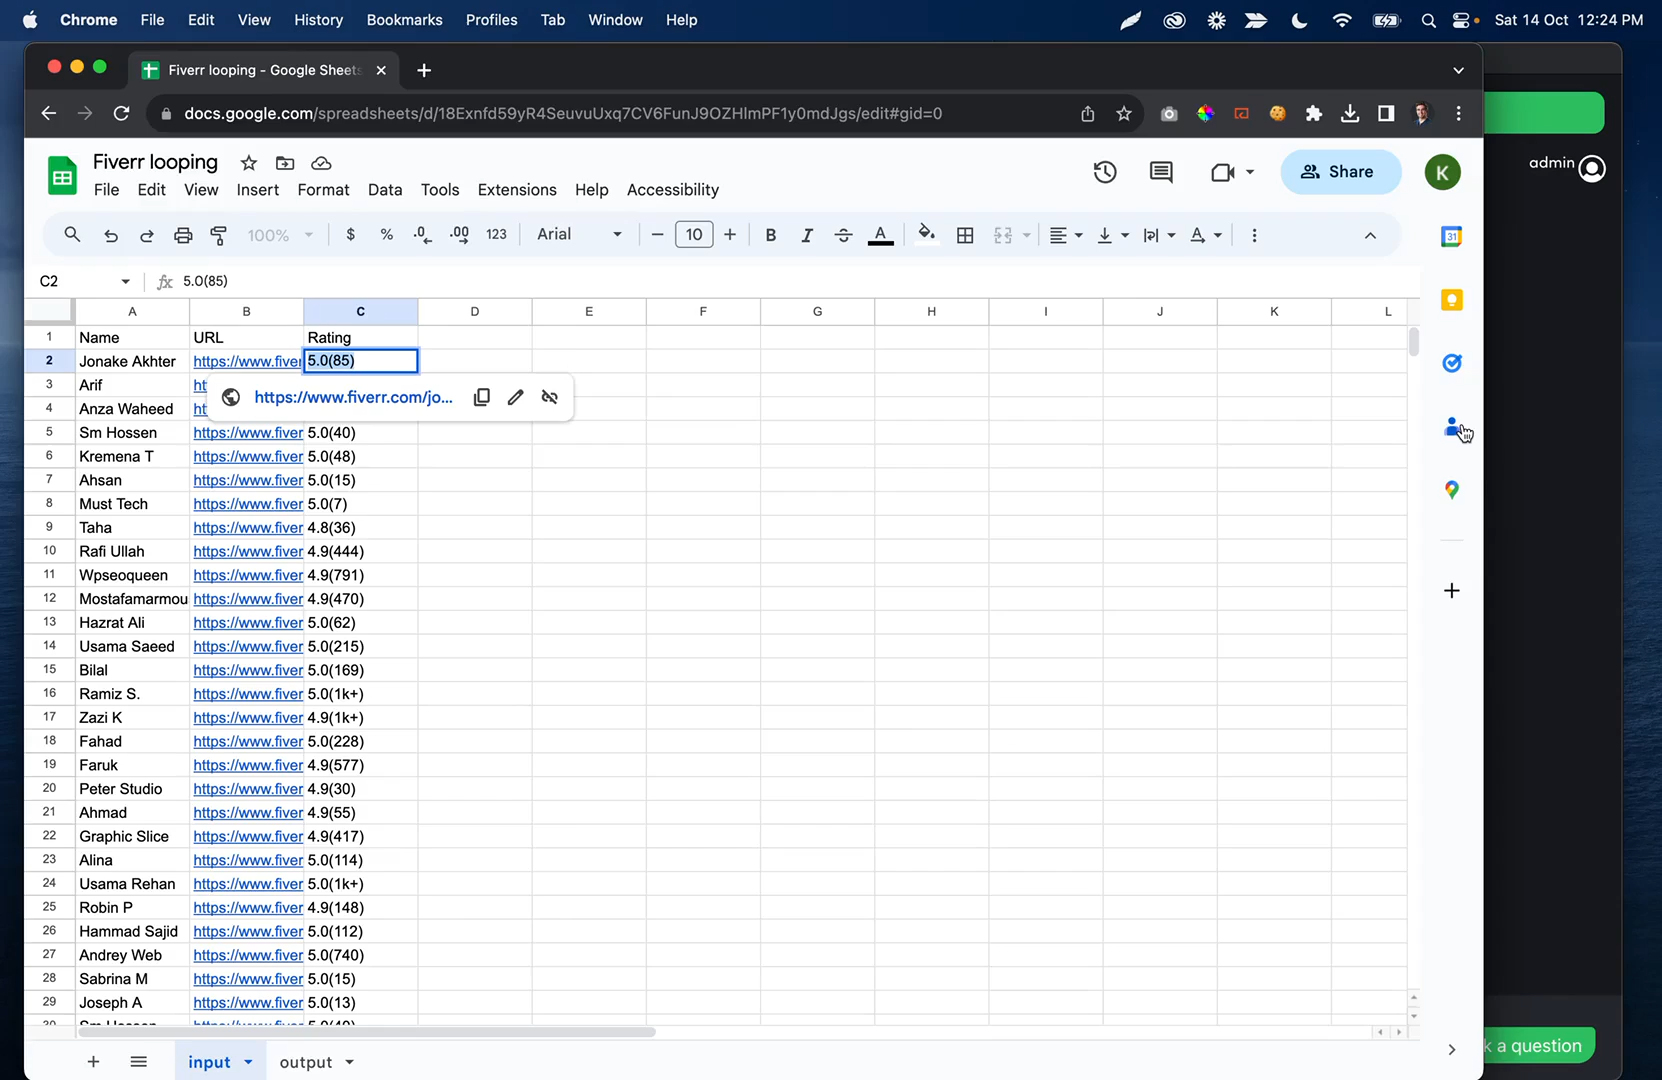 Chrome File Edit View History Bookmarks Profiles Tab Window Help Sat 14 Oct 12:24 PM
Fiverr looping - Google Sheets
docs.google.com/spreadsheets/d/18Exnfd59yR4SeuvuUxq7CV6FunJ9OZHlmPF1y0mdJgs/edit#gid=0
admin
Fiverr looping
File Edit View Insert Format Data Tools Extensions Help Accessibility
Share
K
100% $ % .0 .00 123 Arial 10 B I A
31
C2 fx 5.0(85)
A B C D E F G H I J K L
1 Name URL Rating
2 Jonake Akhter https://www.fiver 5.0(85)
3 Arif ht
https://www.fiverr.com/jo...
4 Anza Waheed ht
5 Sm Hossen https://www.fiver 5.0(40)
6 Kremena T https://www.fiver 5.0(48)
7 Ahsan https://www.fiver 5.0(15)
8 Must Tech https://www.fiver 5.0(7)
9 Taha https://www.fiver 4.8(36)
10 Rafi Ullah https://www.fiver 4.9(444)
11 Wpseoqueen https://www.fiver 4.9(791)
12 Mostafamarmou https://www.fiver 4.9(470)
13 Hazrat Ali https://www.fiver 5.0(62)
14 Usama Saeed https://www.fiver 5.0(215)
15 Bilal https://www.fiver 5.0(169)
16 Ramiz S. https://www.fiver 5.0(1k+)
17 Zazi K https://www.fiver 4.9(1k+)
18 Fahad https://www.fiver 5.0(228)
19 Faruk https://www.fiver 4.9(577)
20 Peter Studio https://www.fiver 4.9(30)
21 Ahmad https://www.fiver 4.9(55)
22 Graphic Slice https://www.fiver 4.9(417)
23 Alina https://www.fiver 5.0(114)
24 Usama Rehan https://www.fiver 5.0(1k+)
25 Robin P https://www.fiver 4.9(148)
26 Hammad Sajid https://www.fiver 5.0(112)
27 Andrey Web https://www.fiver 5.0(740)
28 Sabrina M https://www.fiver 5.0(15)
29 Joseph A https://www.fiver 5.0(13)
30 Sm Hossen https://www.fiver 5.0(40)
k a question
input output